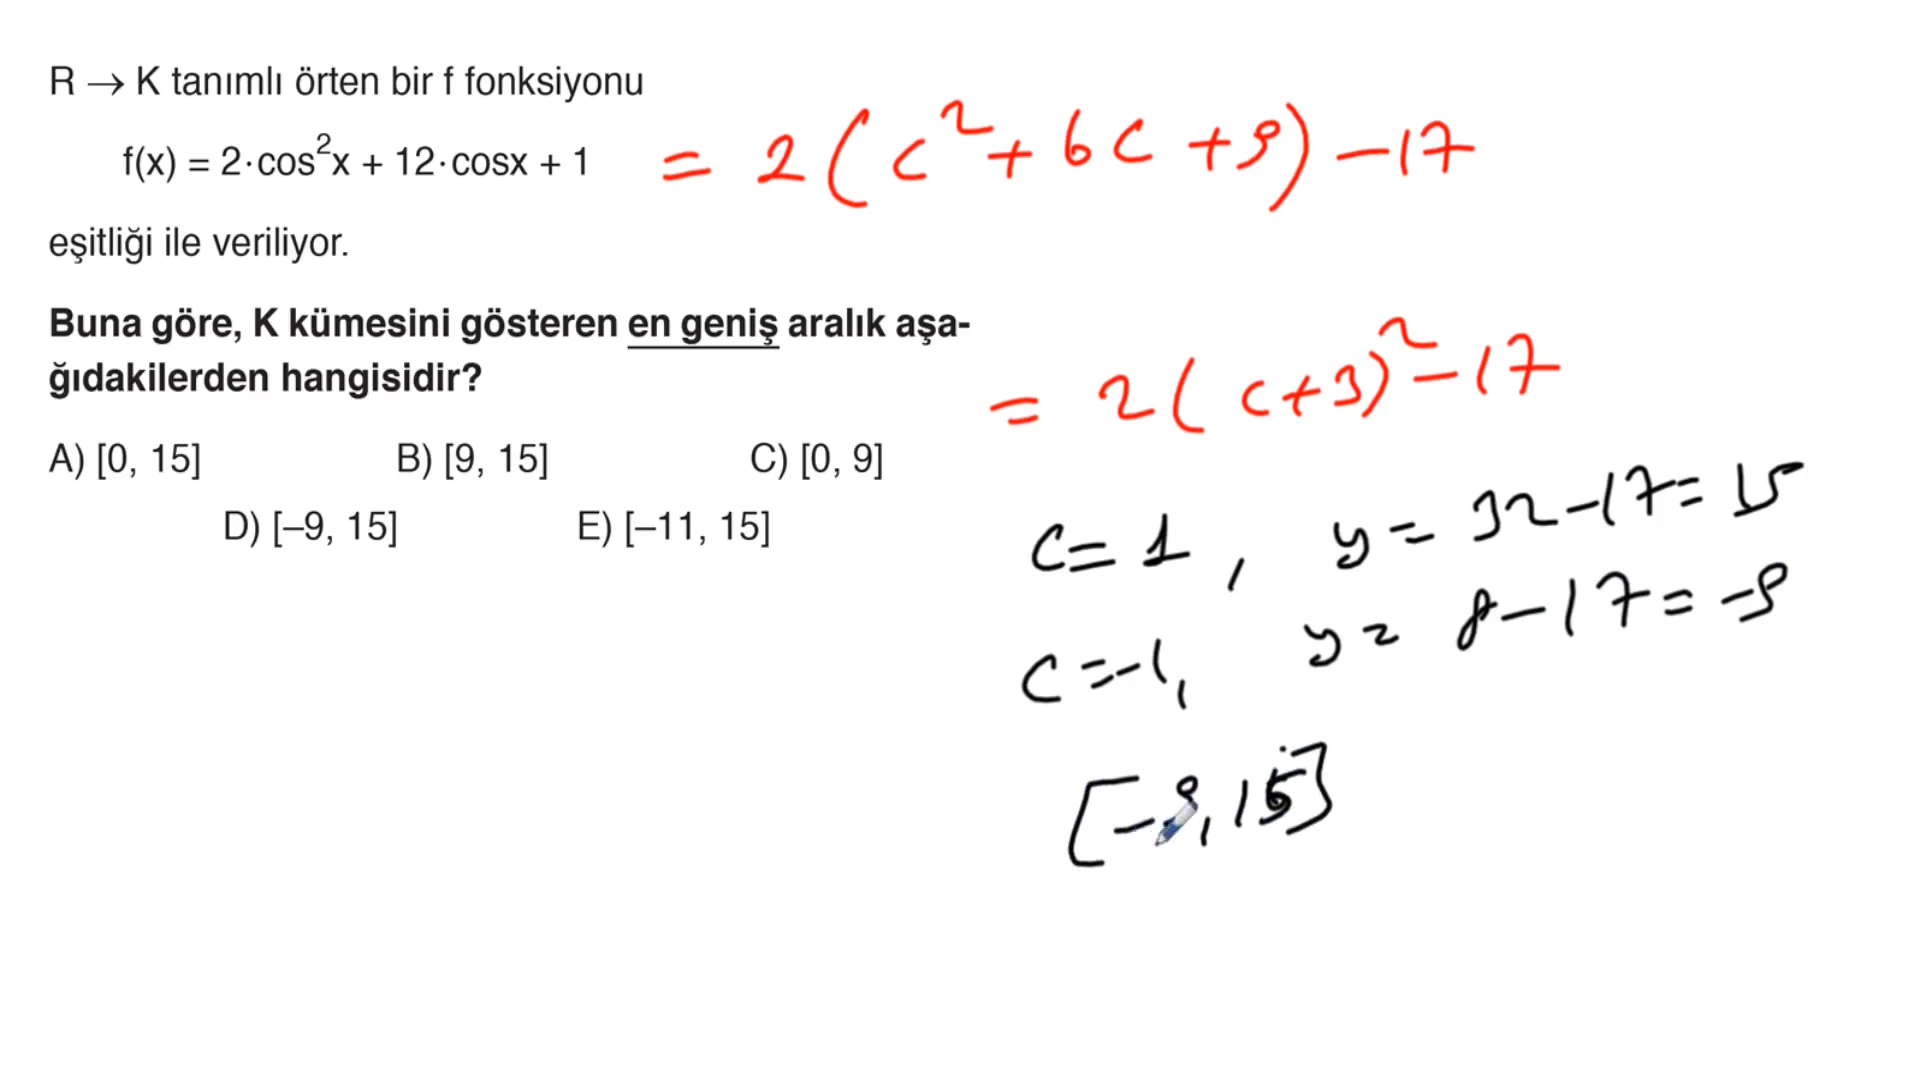 R → K tanımlı örten bir f fonksiyonu
f(x) = 2·cos²x + 12·cosx + 1
= 2(c² + 6c + 9) – 17
eşitliği ile veriliyor.
Buna göre, K kümesini gösteren en geniş aralık aşa-
ğıdakilerden hangisidir?
= 2(c+3)² – 17
A) [0, 15] B) [9, 15] C) [0, 9]
D) [–9, 15] E) [–11, 15]
c = 1, y = 32 – 17 = 15
c = –1, y = 8 – 17 = –9
[–9, 15]